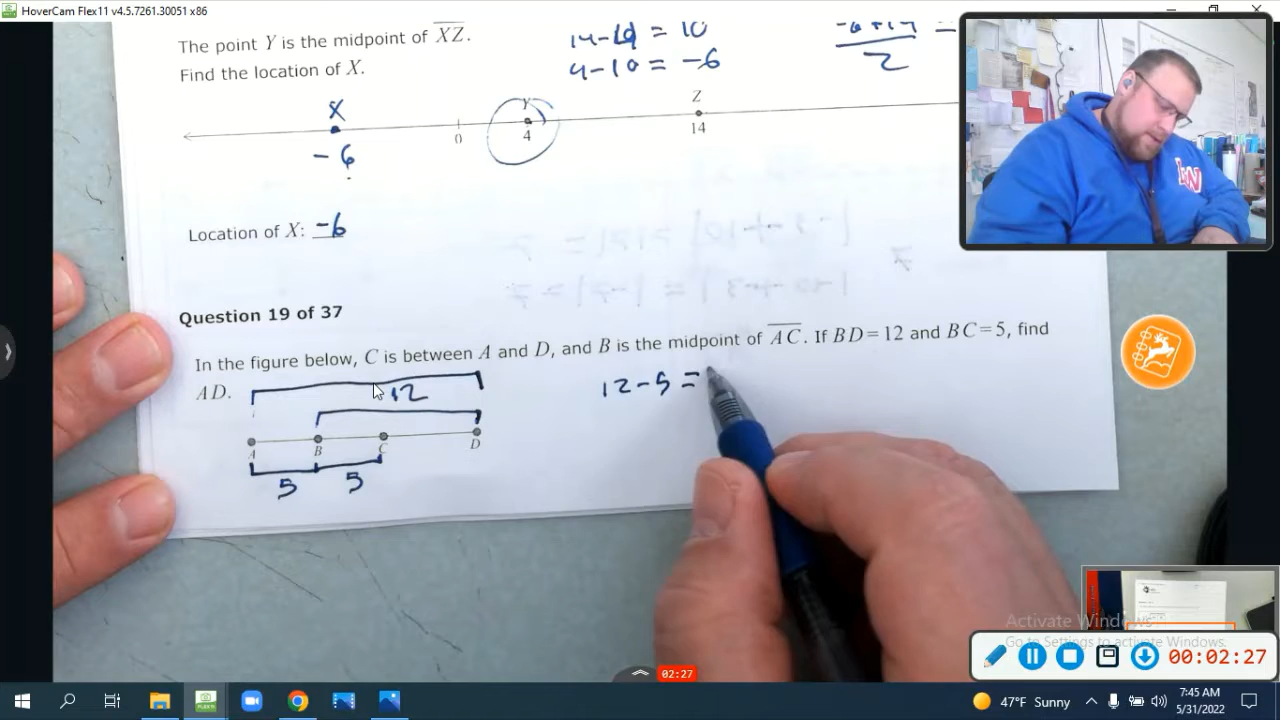 HoverCam Flex11 v4.5.7261.30051 x86
The point Y is the midpoint of XZ.
Find the location of X.
14-10 = 10
4-10 = -6
2
X
Y
Z
0
4
14
-6
Location of X: -6
Question 19 of 37
In the figure below, C is between A and D, and B is the midpoint of AC. If BD=12 and BC=5, find
AD.
12
12-5=
A
B
C
D
5
5
LW
Activate Windows
Go to Settings to activate Windows.
00:02:27
02:27
47°F Sunny
7:45 AM
5/31/2022